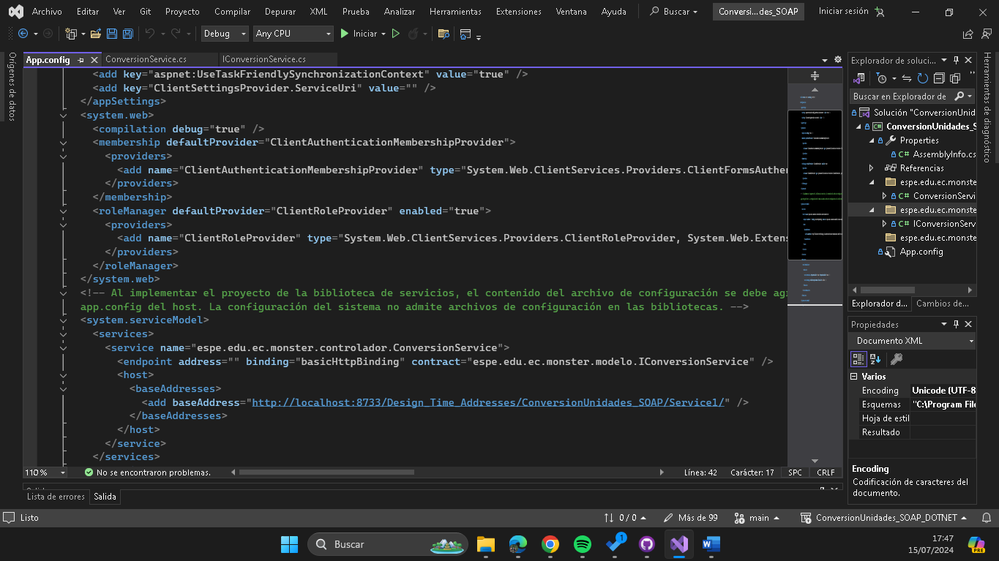 Archivo Editar Ver Git Proyecto Compilar Depurar XML Prueba Analizar Herramientas Extensiones Ventana Ayuda Buscar Conversi...des_SOAP Iniciar sesión
Debug Any CPU Iniciar
Orígenes de datos
App.config ConversionService.cs IConversionService.cs
<add key="aspnet:UseTaskFriendlySynchronizationContext" value="true" />
<add key="ClientSettingsProvider.ServiceUri" value="" />
</appSettings>
<system.web>
<compilation debug="true" />
<membership defaultProvider="ClientAuthenticationMembershipProvider">
<providers>
<add name="ClientAuthenticationMembershipProvider" type="System.Web.ClientServices.Providers.ClientFormsAuthen
</providers>
</membership>
<roleManager defaultProvider="ClientRoleProvider" enabled="true">
<providers>
<add name="ClientRoleProvider" type="System.Web.ClientServices.Providers.ClientRoleProvider, System.Web.Extens
</providers>
</roleManager>
</system.web>
<!-- Al implementar el proyecto de la biblioteca de servicios, el contenido del archivo de configuración se debe ag
app.config del host. La configuración del sistema no admite archivos de configuración en las bibliotecas. -->
<system.serviceModel>
<services>
<service name="espe.edu.ec.monster.controlador.ConversionService">
<endpoint address="" binding="basicHttpBinding" contract="espe.edu.ec.monster.modelo.IConversionService" />
<host>
<baseAddresses>
<add baseAddress="http://localhost:8733/Design_Time_Addresses/ConversionUnidades_SOAP/Service1/" />
</baseAddresses>
</host>
</service>
</services>
110 % No se encontraron problemas. Línea: 42 Carácter: 17 SPC CRLF
Lista de errores Salida
Explorador de soluci...
Buscar en Explorador de
Solución "ConversionUnid
ConversionUnidades_S
Properties
AssemblyInfo.cs
Referencias
espe.edu.ec.monste
ConversionServi
espe.edu.ec.monste
IConversionServ
espe.edu.ec.monste
App.config
Explorador d... Cambios de...
Propiedades
Documento XML
Varios
Encoding Unicode (UTF-8
Esquemas "C:\Program File
Hoja de estil
Resultado
Encoding
Codificación de caracteres del
documento.
Herramientas de diagnóstico
Listo 0 / 0 Más de 99 main ConversionUnidades_SOAP_DOTNET
Buscar 1 PRE
17:47
15/07/2024